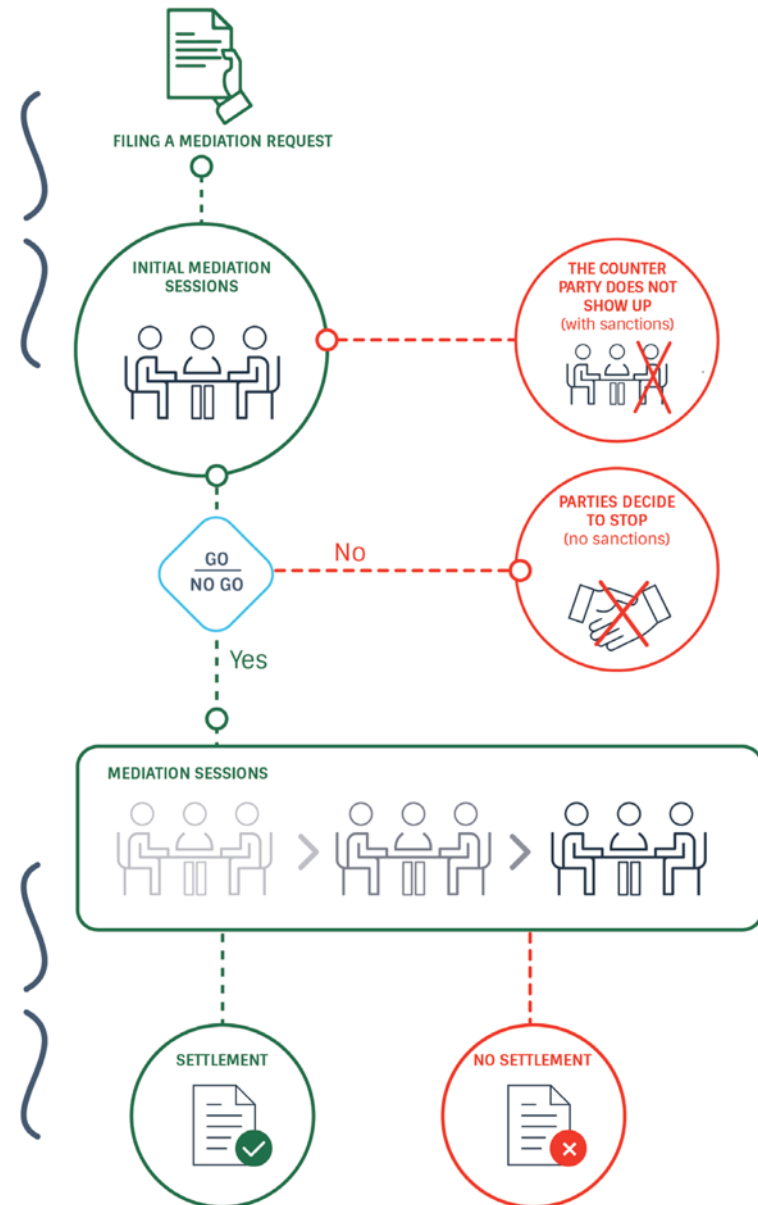 FILING A MEDIATION REQUEST
INITIAL MEDIATION
SESSIONS
THE COUNTER
PARTY DOES NOT
SHOW UP
(with sanctions)
PARTIES DECIDE
TO STOP
(no sanctions)
GO
NO GO
No
Yes
MEDIATION SESSIONS
SETTLEMENT
NO SETTLEMENT